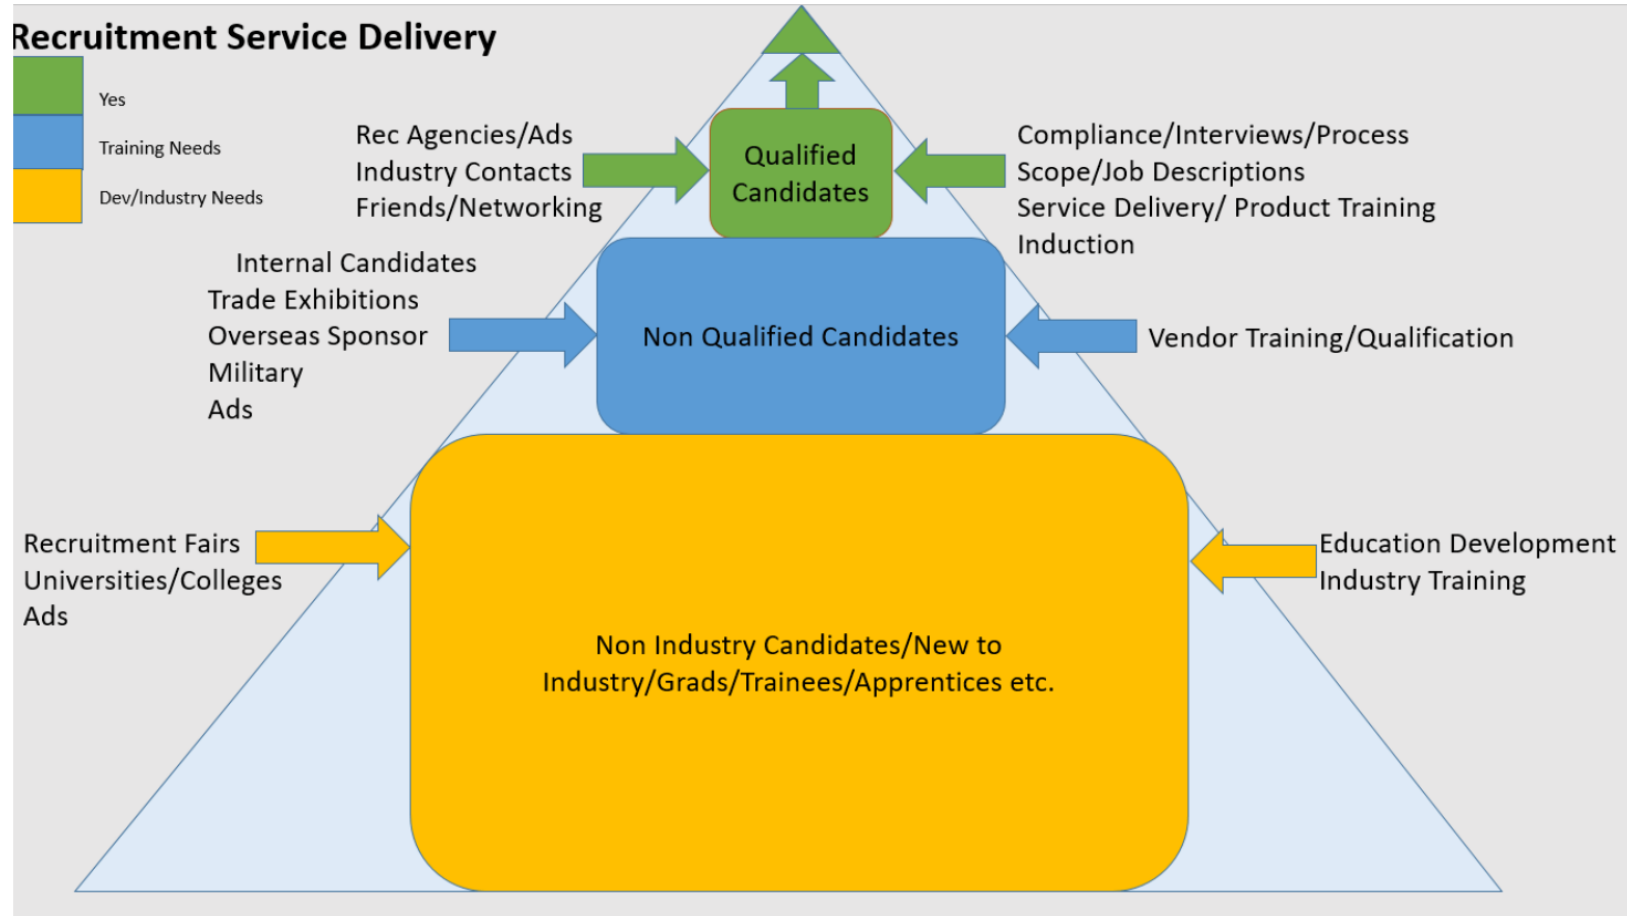 Recruitment Service Delivery
Yes
Training Needs
Dev/Industry Needs
Rec Agencies/Ads
Industry Contacts
Friends/Networking
Qualified
Candidates
Compliance/Interviews/Process
Scope/Job Descriptions
Service Delivery/ Product Training
Induction
Internal Candidates
Trade Exhibitions
Overseas Sponsor
Military
Ads
Non Qualified Candidates
Vendor Training/Qualification
Recruitment Fairs
Universities/Colleges
Ads
Non Industry Candidates/New to
Industry/Grads/Trainees/Apprentices etc.
Education Development
Industry Training